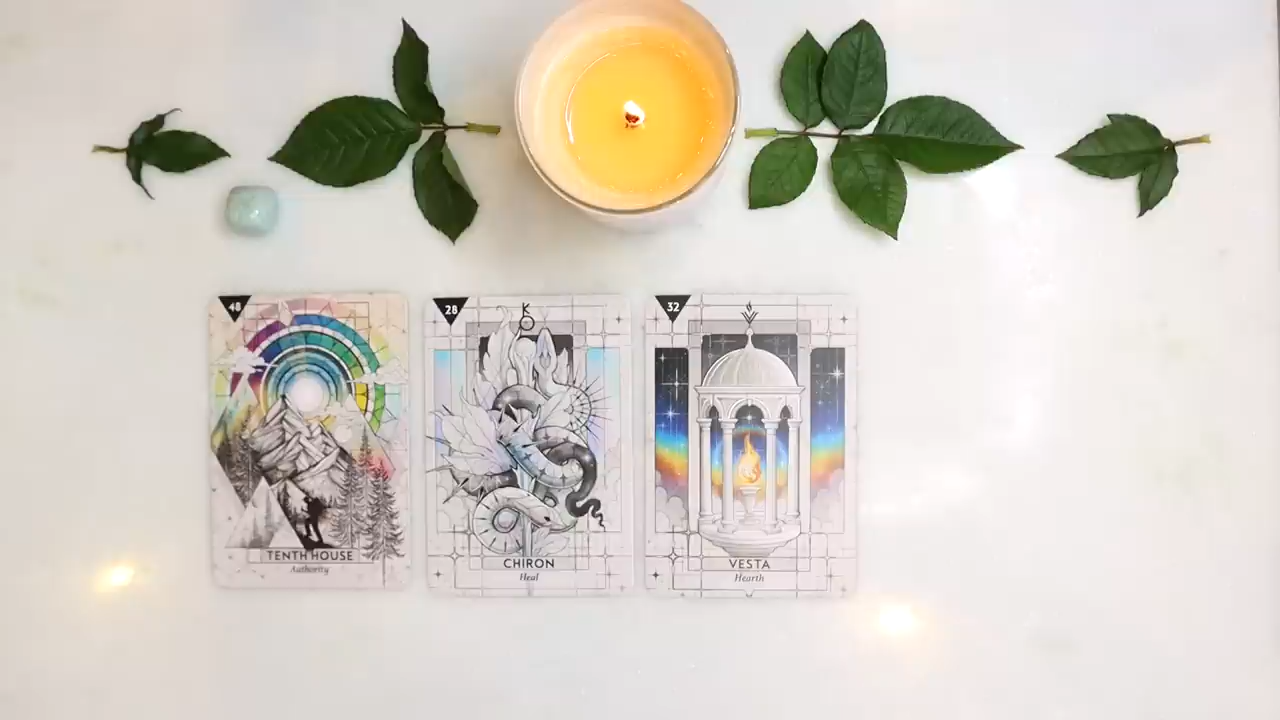 48
TENTH HOUSE
Authority
28
CHIRON
Heal
32
VESTA
Hearth